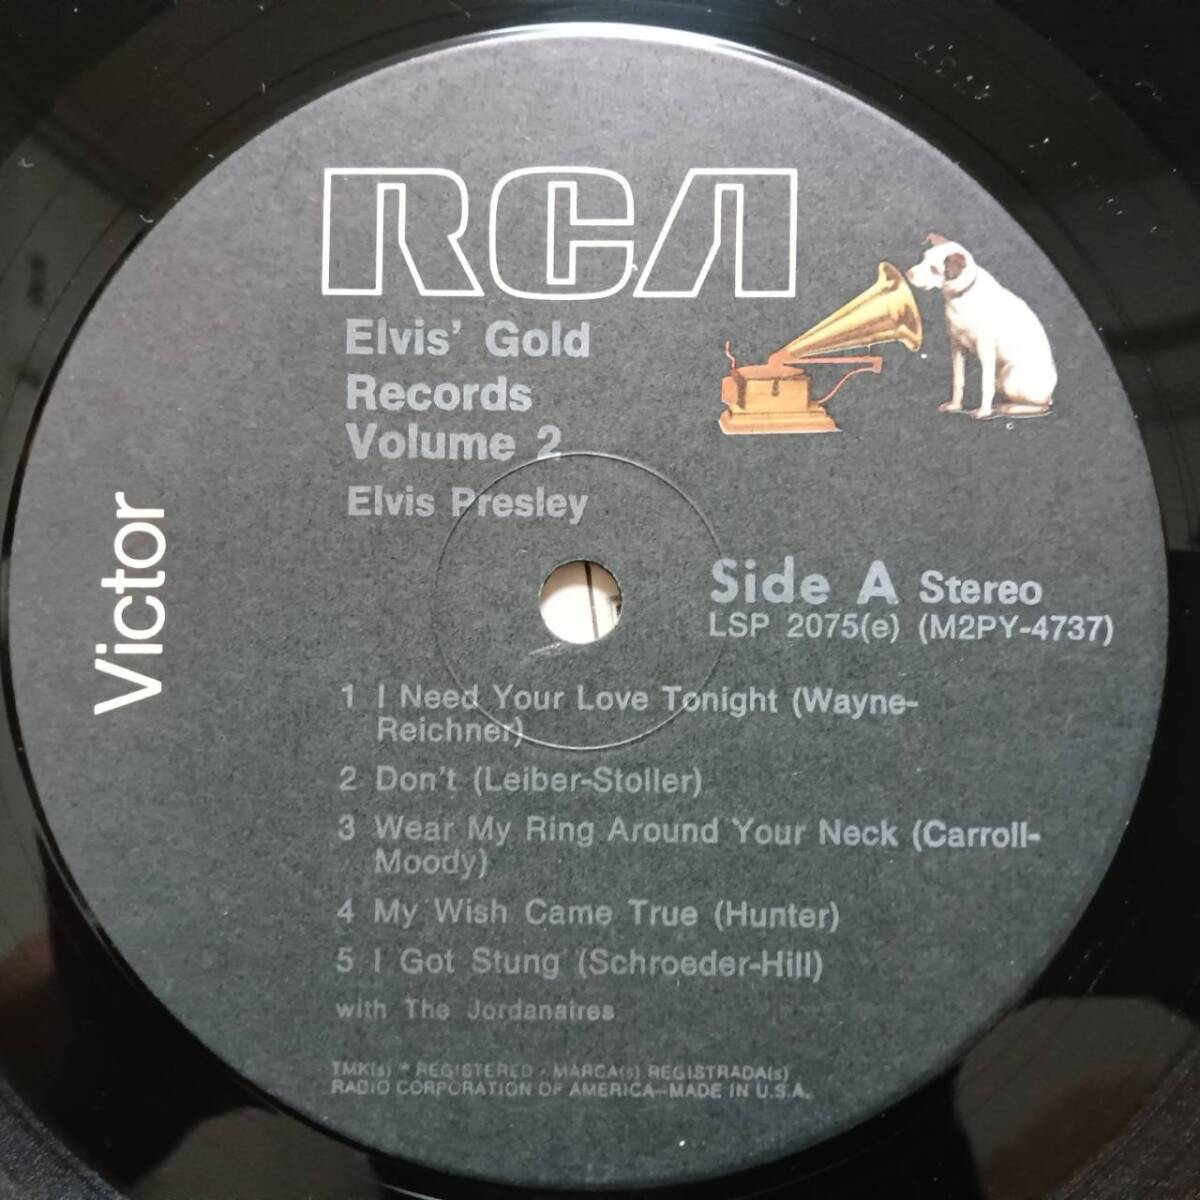 RCA
Elvis' Gold
Records
Volume 2
Elvis Presley
Victor
Side A Stereo
LSP 2075(e) (M2PY-4737)
1 I Need Your Love Tonight (Wayne-
Reichner)
2 Don't (Leiber-Stoller)
3 Wear My Ring Around Your Neck (Carroll-
Moody)
4 My Wish Came True (Hunter)
5 I Got Stung (Schroeder-Hill)
with The Jordanaires
TMK(s) ® REGISTERED · MARCA(s) REGISTRADA(s)
RADIO CORPORATION OF AMERICA—MADE IN U.S.A.